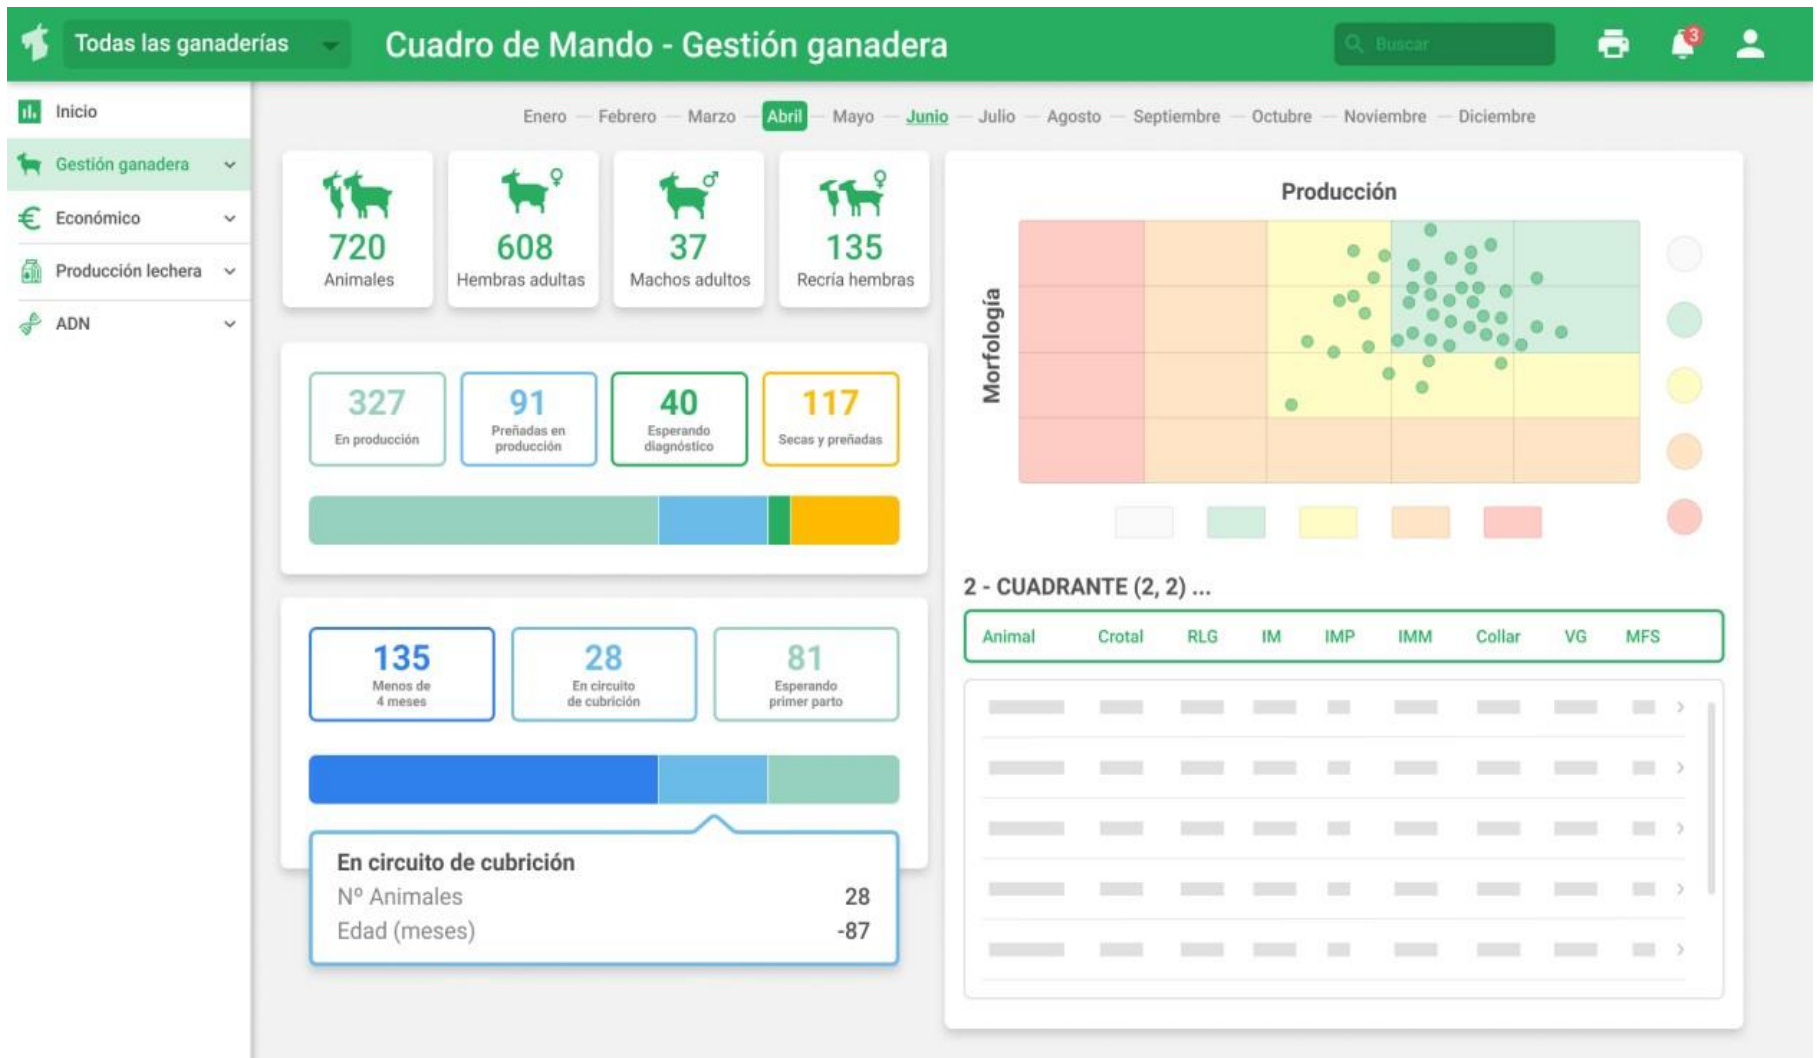 Todas las ganaderías
Cuadro de Mando - Gestión ganadera
Buscar
3
Inicio
Gestión ganadera
Económico
Producción lechera
ADN
Enero — Febrero — Marzo — Abril — Mayo — Junio — Julio — Agosto — Septiembre — Octubre — Noviembre — Diciembre
720
Animales
608
Hembras adultas
37
Machos adultos
135
Recría hembras
327
En producción
91
Preñadas en
producción
40
Esperando
diagnóstico
117
Secas y preñadas
135
Menos de
4 meses
28
En circuito
de cubrición
81
Esperando
primer parto
En circuito de cubrición
Nº Animales 28
Edad (meses) -87
Producción
Morfología
2 - CUADRANTE (2, 2) ...
Animal Crotal RLG IM IMP IMM Collar VG MFS